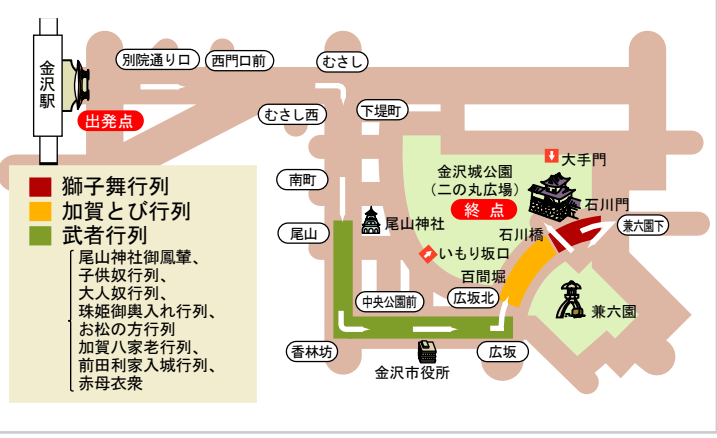 金沢駅
出発点
別院通り口
西門口前
むさし
むさし西
下堤町
南町
尾山
尾山神社
金沢城公園
(二の丸広場)
終 点
大手門
石川門
石川橋
兼六園下
いもり坂口
百間堀
広坂北
中央公園前
兼六園
香林坊
金沢市役所
広坂
獅子舞行列
加賀とび行列
武者行列
尾山神社御鳳輦、
子供奴行列、
大人奴行列、
珠姫御輿入れ行列、
お松の方行列
加賀八家老行列、
前田利家入城行列、
赤母衣衆